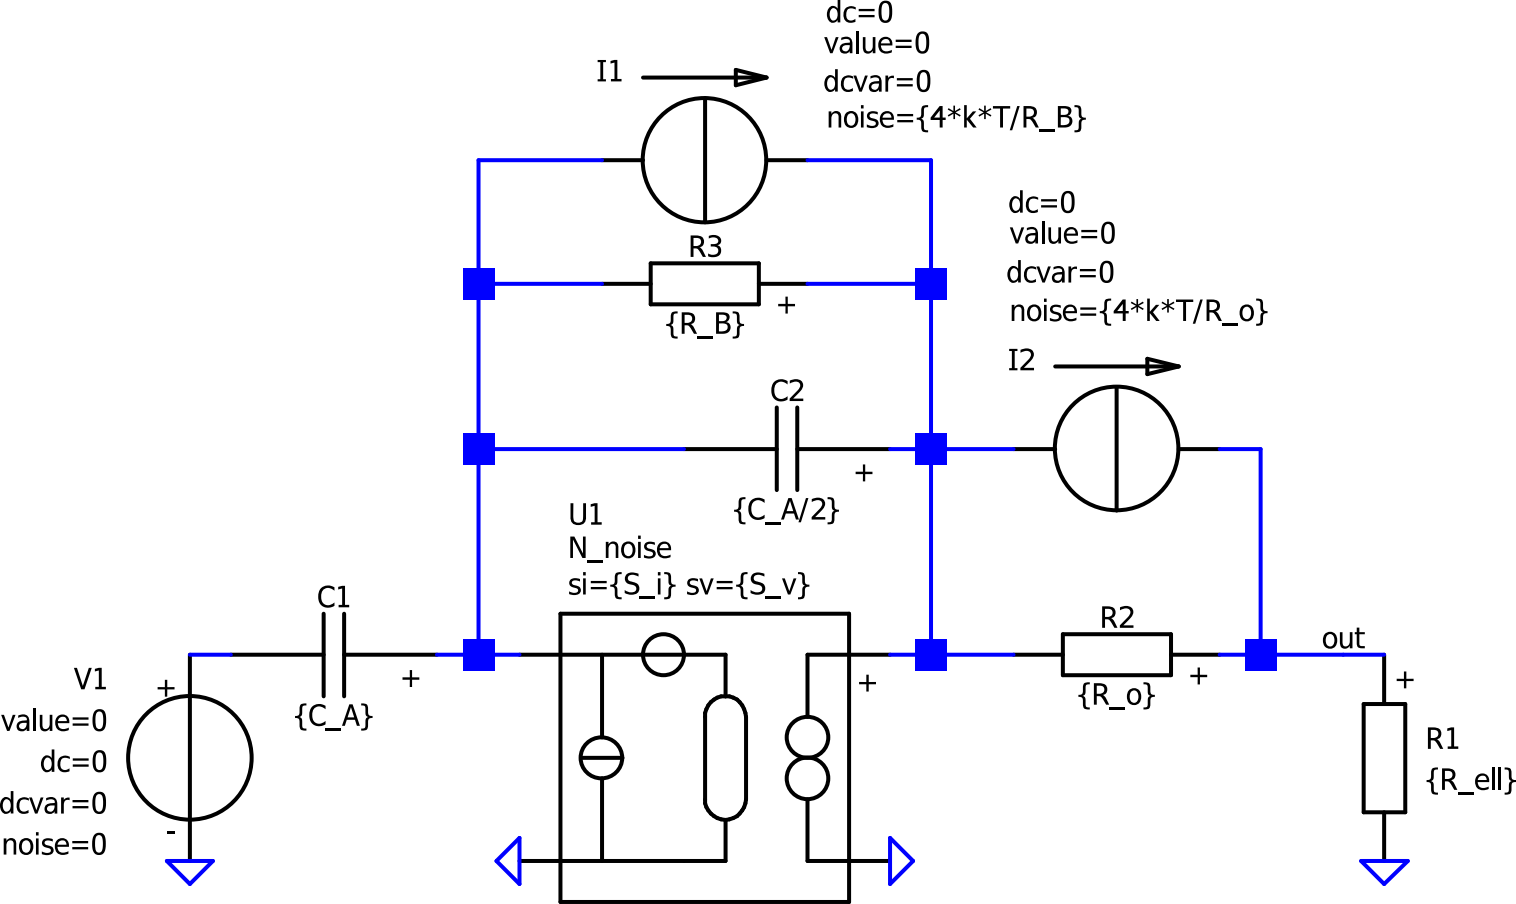 dc=0
value=0
dcvar=0
noise={4*k*T/R_B}
I1
R3
+
{R_B}
dc=0
value=0
dcvar=0
noise={4*k*T/R_o}
I2
C2
+
{C_A/2}
U1
N_noise
si={S_i} sv={S_v}
C1
+
{C_A}
V1
+
value=0
dc=0
dcvar=0
-
noise=0
+
R2
+
{R_o}
out
+
R1
{R_ell}